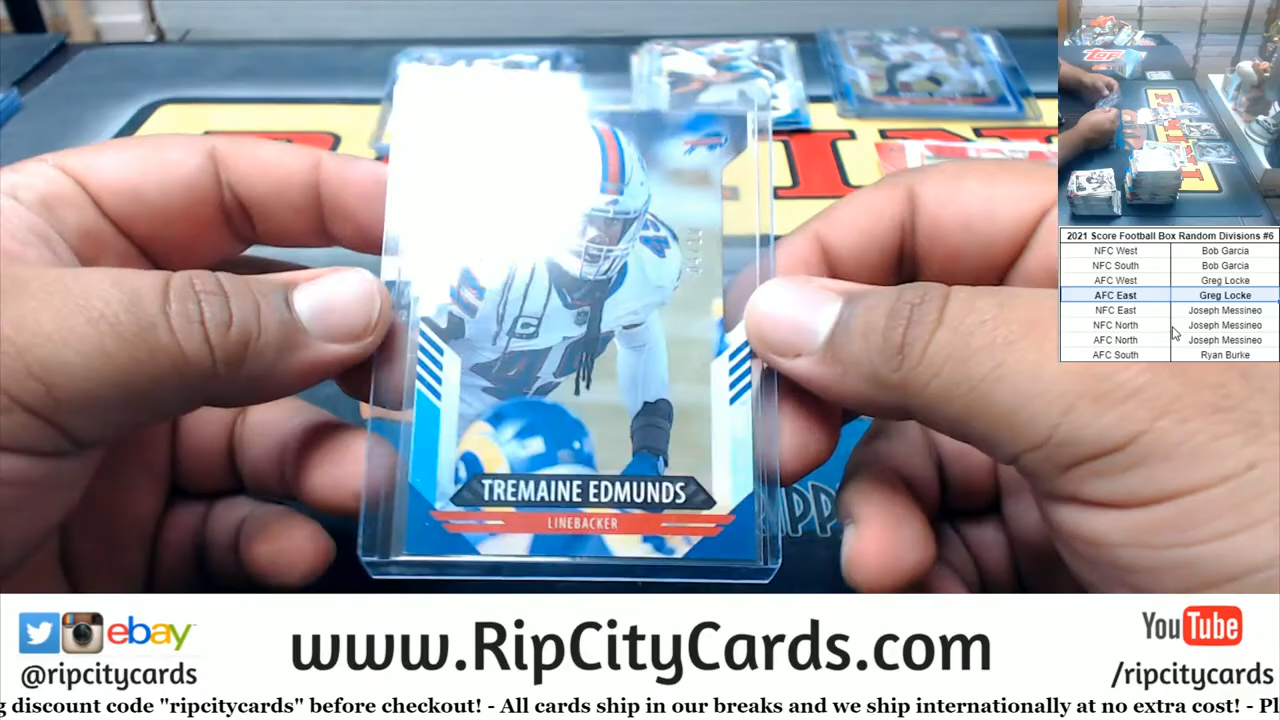 TREMAINE EDMUNDS
LINEBACKER
2021 Score Football Box Random Divisions #6
NFC West Bob Garcia
NFC South Bob Garcia
AFC West Greg Locke
AFC East Greg Locke
NFC East Joseph Messineo
NFC North Joseph Messineo
AFC North Joseph Messineo
AFC South Ryan Burke
ebay
@ripcitycards
www.RipCityCards.com
YouTube
/ripcitycards
discount code "ripcitycards" before checkout! - All cards ship in our breaks and we ship internationally at no extra cost! -